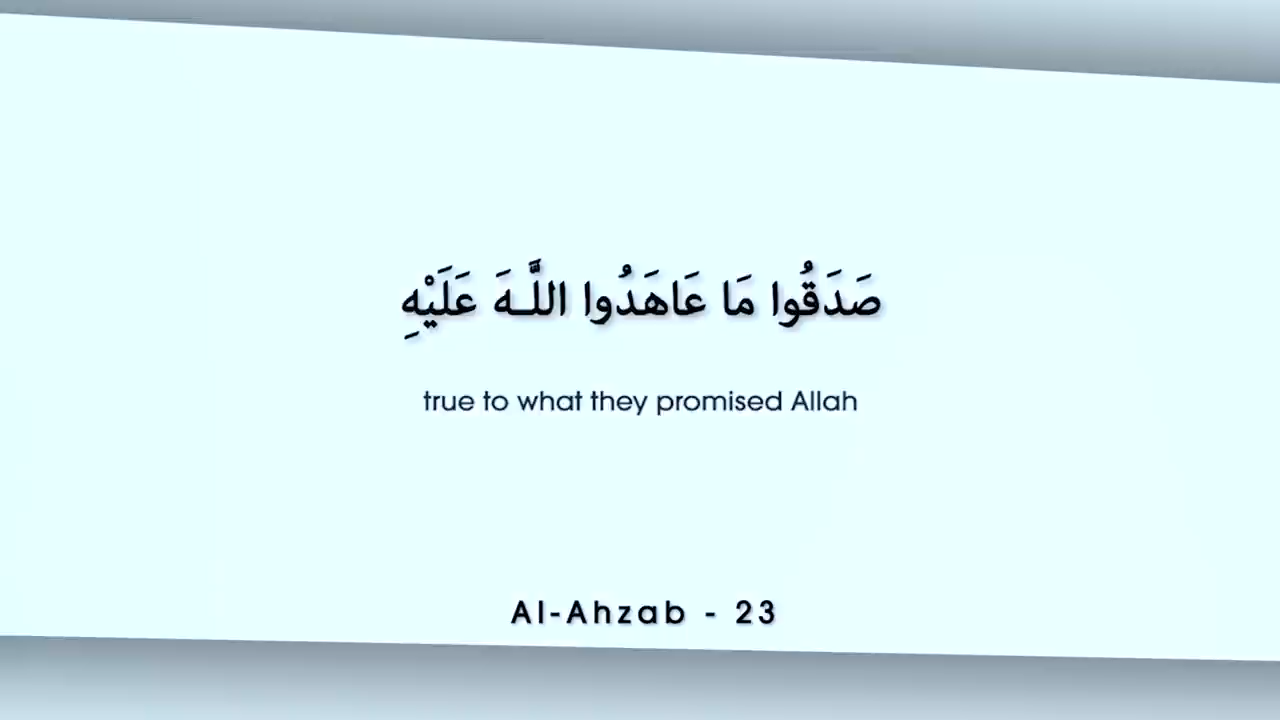 صَدَقُوا مَا عَاهَدُوا اللَّـهَ عَلَيْهِ
true to what they promised Allah
Al-Ahzab - 23